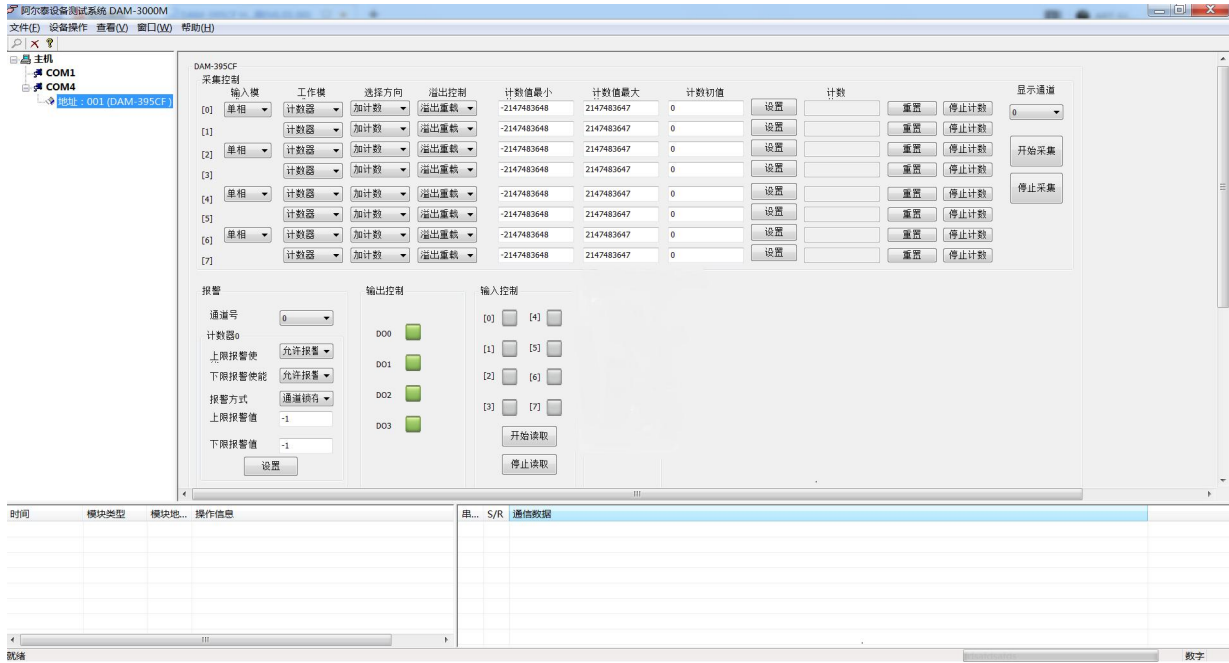 阿尔泰设备测试系统 DAM-3000M
文件(F) 设备操作 查看(V) 窗口(W) 帮助(H)
主机
COM1
COM4
地址：001 (DAM-395CF)
DAM-395CF
采集控制
输入模 工作模 选择方向 溢出控制 计数值最小 计数值最大 计数初值 计数 显示通道
[0] 单相 计数器 加计数 溢出重载 -2147483648 2147483647 0 设置 重置 停止计数 0
[1] 计数器 加计数 溢出重载 -2147483648 2147483647 0 设置 重置 停止计数
[2] 单相 计数器 加计数 溢出重载 -2147483648 2147483647 0 设置 重置 停止计数 开始采集
[3] 计数器 加计数 溢出重载 -2147483648 2147483647 0 设置 重置 停止计数
[4] 单相 计数器 加计数 溢出重载 -2147483648 2147483647 0 设置 重置 停止计数 停止采集
[5] 计数器 加计数 溢出重载 -2147483648 2147483647 0 设置 重置 停止计数
[6] 单相 计数器 加计数 溢出重载 -2147483648 2147483647 0 设置 重置 停止计数
[7] 计数器 加计数 溢出重载 -2147483648 2147483647 0 设置 重置 停止计数
报警
通道号 0
计数器0
上限报警使 允许报警
下限报警使能 允许报警
报警方式 通道锁存
上限报警值 -1
下限报警值 -1
设置
输出控制
DO0
DO1
DO2
DO3
输入控制
[0] [4]
[1] [5]
[2] [6]
[3] [7]
开始读取
停止读取
时间 模块类型 模块地... 操作信息
串... S/R 通信数据
就绪
数字